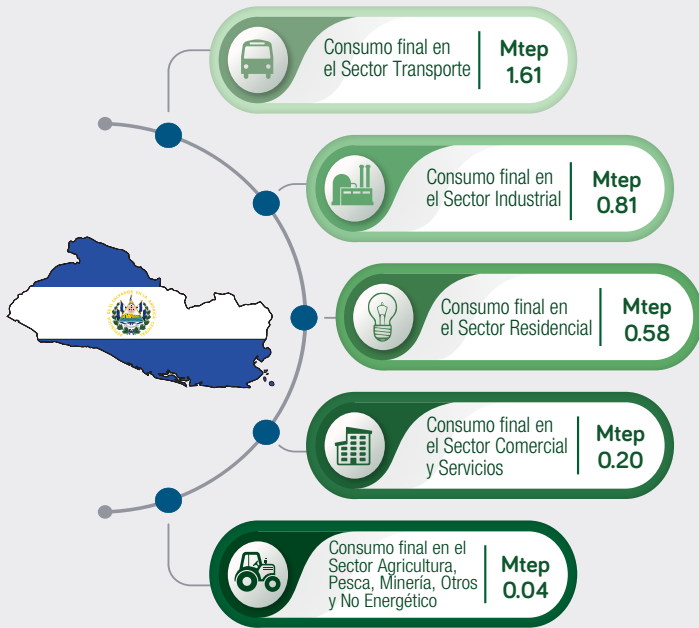 Consumo final en
el Sector Transporte
Mtep
1.61
Consumo final en
el Sector Industrial
Mtep
0.81
Consumo final en
el Sector Residencial
Mtep
0.58
Consumo final en
el Sector Comercial
y Servicios
Mtep
0.20
Consumo final en el
Sector Agricultura,
Pesca, Minería, Otros
y No Energético
Mtep
0.04